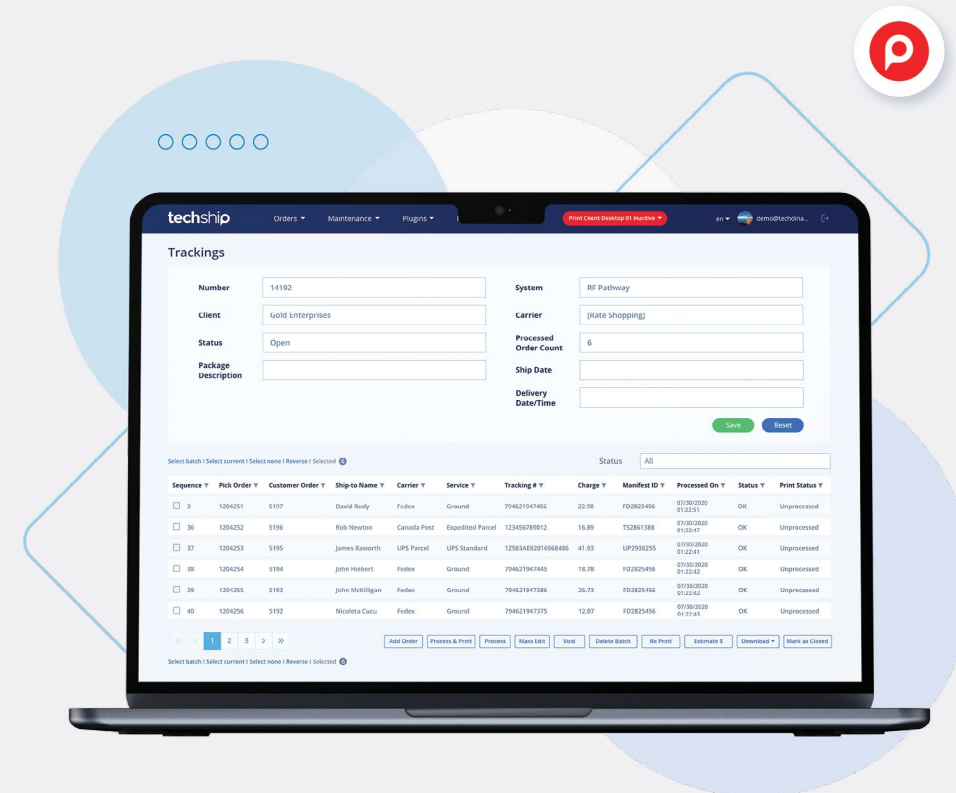 techship Orders Maintenance Plugins Print Client Desktop 01 Inactive en demo@techdina...
Trackings
Number 14192 System RF Pathway
Client Gold Enterprises Carrier [Rate Shopping]
Status Open Processed Order Count 6
Package Description Ship Date
Delivery Date/Time
Save Reset
Select batch | Select current | Select none | Reverse | Selected 6 Status All
Sequence Pick Order Customer Order Ship-to Name Carrier Service Tracking # Charge Manifest ID Processed On Status Print Status
3 1204251 5197 David Rudy Fedex Ground 794621947456 22.98 FD2825456 07/30/2020 01:22:51 OK Unprocessed
36 1204252 5196 Rob Newton Canada Post Expedited Parcel 123456789012 16.89 TS2861388 07/30/2020 01:22:47 OK Unprocessed
37 1204253 5195 James Raworth UPS Parcel UPS Standard 1ZS03AE82016968486 41.93 UP2938255 07/30/2020 01:22:41 OK Unprocessed
38 1204254 5194 John Hiebert Fedex Ground 794621947445 18.78 FD2825456 07/30/2020 01:22:42 OK Unprocessed
39 1204255 5193 John McKilligan Fedex Ground 794621947386 26.73 FD2825456 07/30/2020 01:22:42 OK Unprocessed
40 1204256 5192 Nicoleta Cucu Fedex Ground 794621947375 12.07 FD2825456 07/30/2020 01:22:43 OK Unprocessed
« < 1 2 3 > » Add Order Process & Print Process Mass Edit Void Delete Batch Re Print Estimate $ Download Mark as Closed
Select batch | Select current | Select none | Reverse | Selected 6